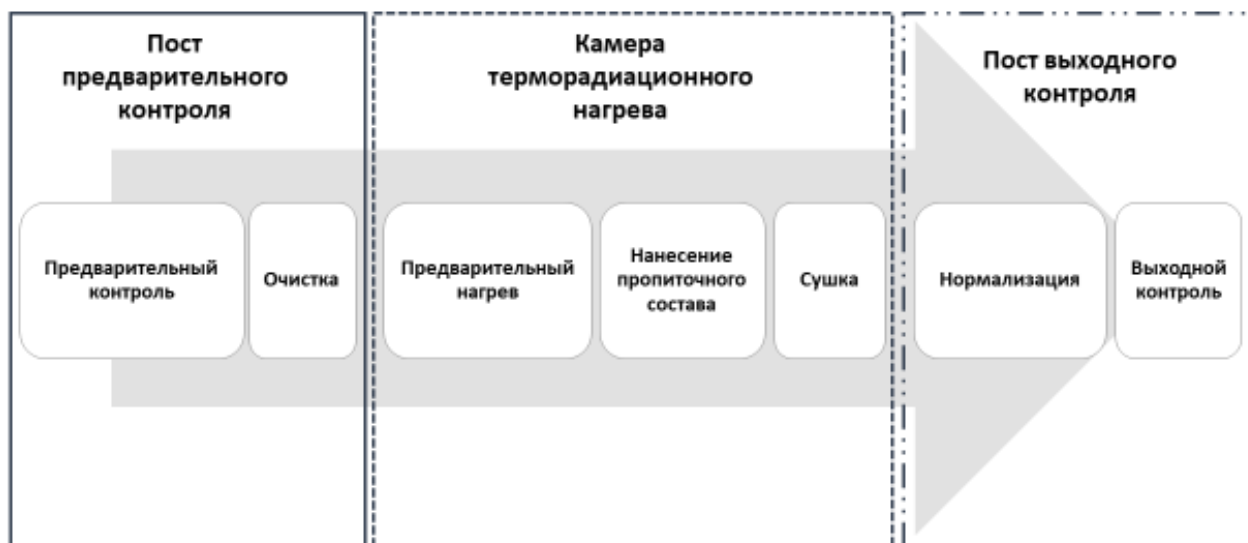 Пост
предварительного
контроля
Камера
терморадиационного
нагрева
Пост выходного
контроля
Предварительный
контроль
Очистка
Предварительный
нагрев
Нанесение
пропиточного
состава
Сушка
Нормализация
Выходной
контроль